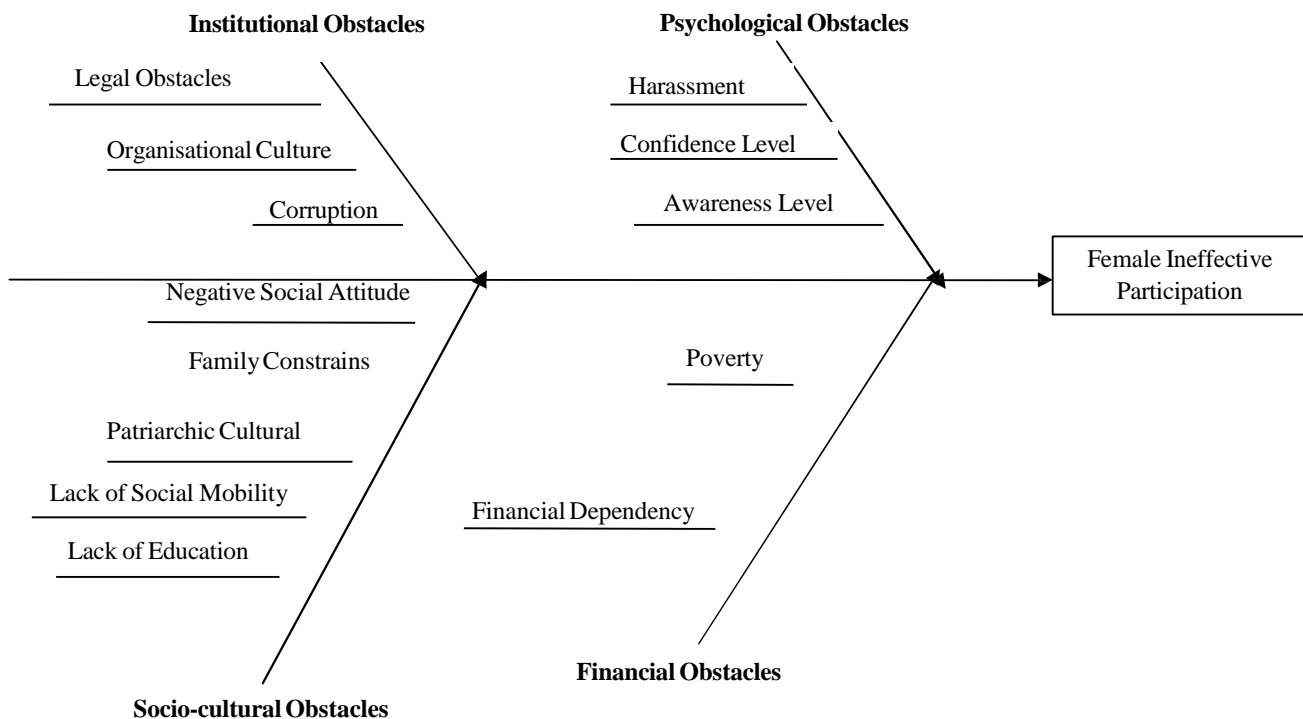 Institutional Obstacles
Psychological Obstacles
Legal Obstacles
Harassment
Organisational Culture
Confidence Level
Corruption
Awareness Level
Female Ineffective
Participation
Negative Social Attitude
Family Constrains
Poverty
Patriarchic Cultural
Lack of Social Mobility
Financial Dependency
Lack of Education
Financial Obstacles
Socio-cultural Obstacles